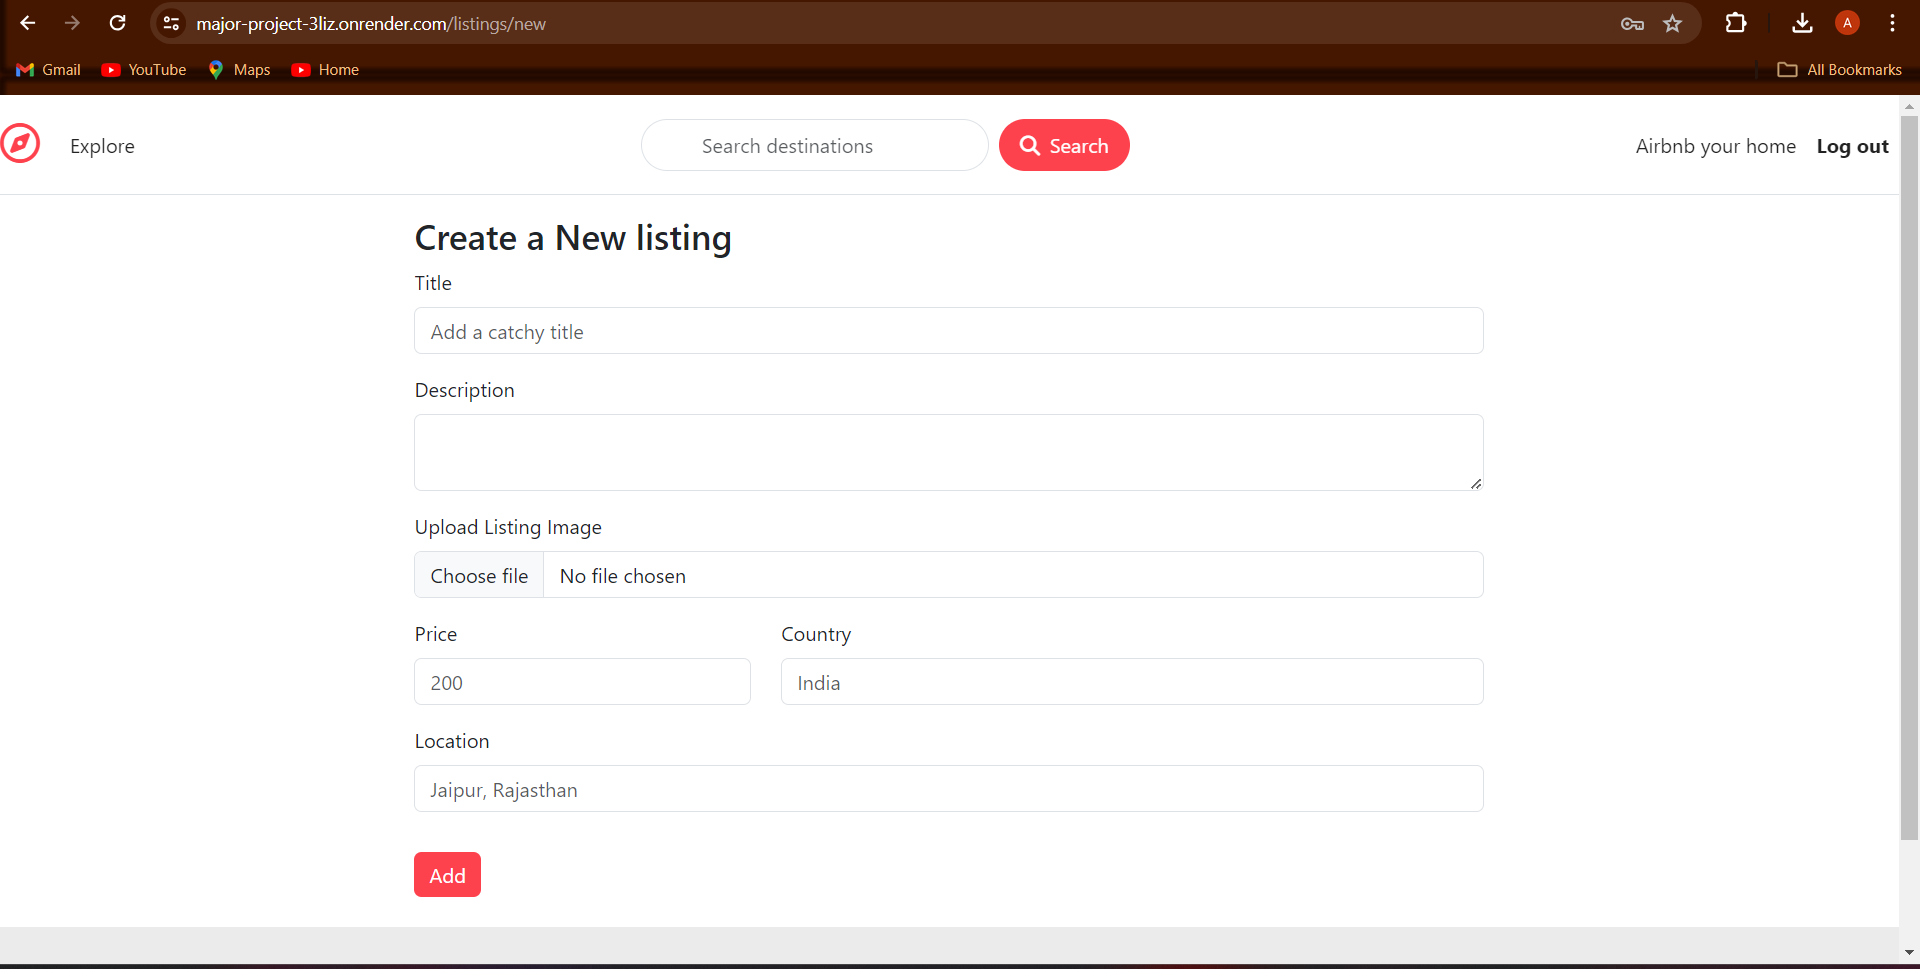 major-project-3liz.onrender.com/listings/new
A
Gmail YouTube Maps Home All Bookmarks
Explore Search destinations Search Airbnb your home Log out
Create a New listing
Title
Add a catchy title
Description
Upload Listing Image
Choose file No file chosen
Price Country
200 India
Location
Jaipur, Rajasthan
Add